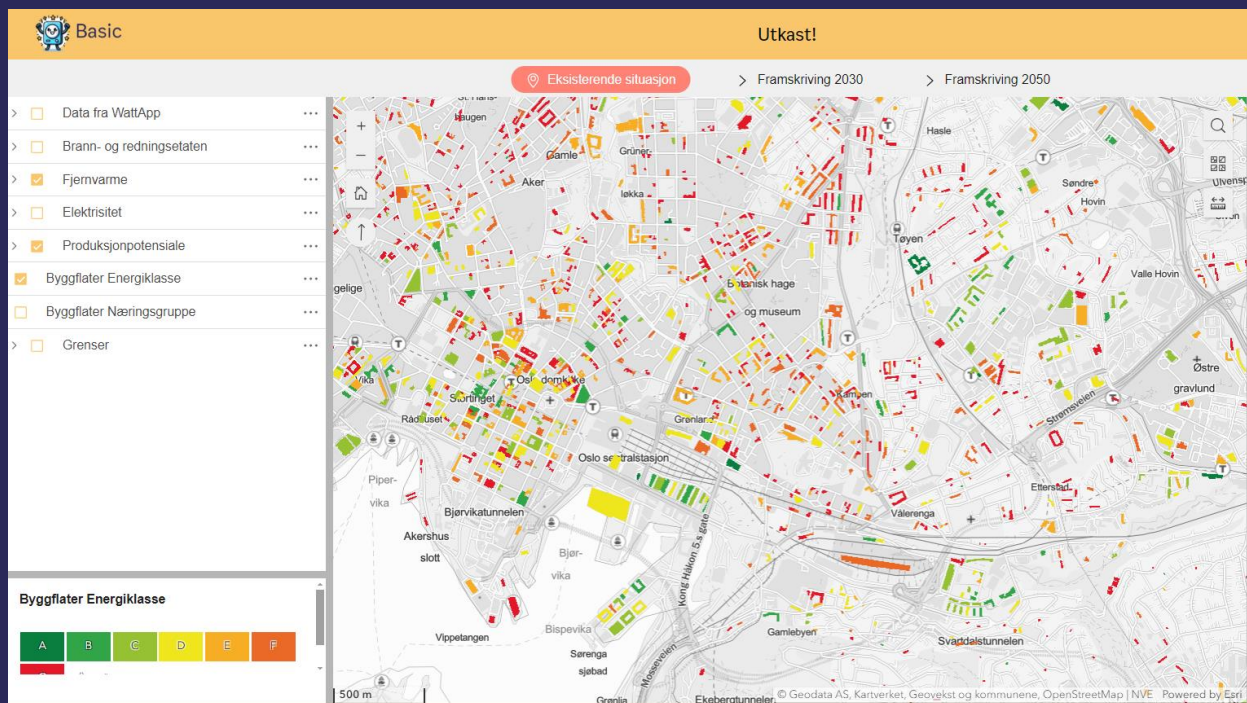 Basic
Utkast!
Eksisterende situasjon
Framskriving 2030
Framskriving 2050
Data fra WattApp
Brann- og redningsetaten
Fjernvarme
Elektrisitet
Produksjonpotensiale
Byggflater Energiklasse
Byggflater Næringsgruppe
Grenser
Byggflater Energiklasse
A B C D E F
haugen
Gamle
Aker
Grüner-
løkka
Hasle
Søndre
Hovin
Tøyen
Valle Hovin
Botanisk hage
og museum
Vika
Oslo domkirke
Stortinget
Rådhuset
Grønland
Kampen
Østre
gravlund
Strømsveien
Oslo sentralstasjon
Piper-
vika
Bjørvikatunnelen
Akershus
slott
Bjør-
vika
Kong Håkon 5.s gate
Vålerenga
Etterstad
Vippetangen
Bispevika
Sørenga
sjøbad
Mosseveien
Gamlebyen
Svartdalstunnelen
Grønlia
Ekebergtunnelen
500 m
© Geodata AS, Kartverket, Geovekst og kommunene, OpenStreetMap | NVE Powered by Esri